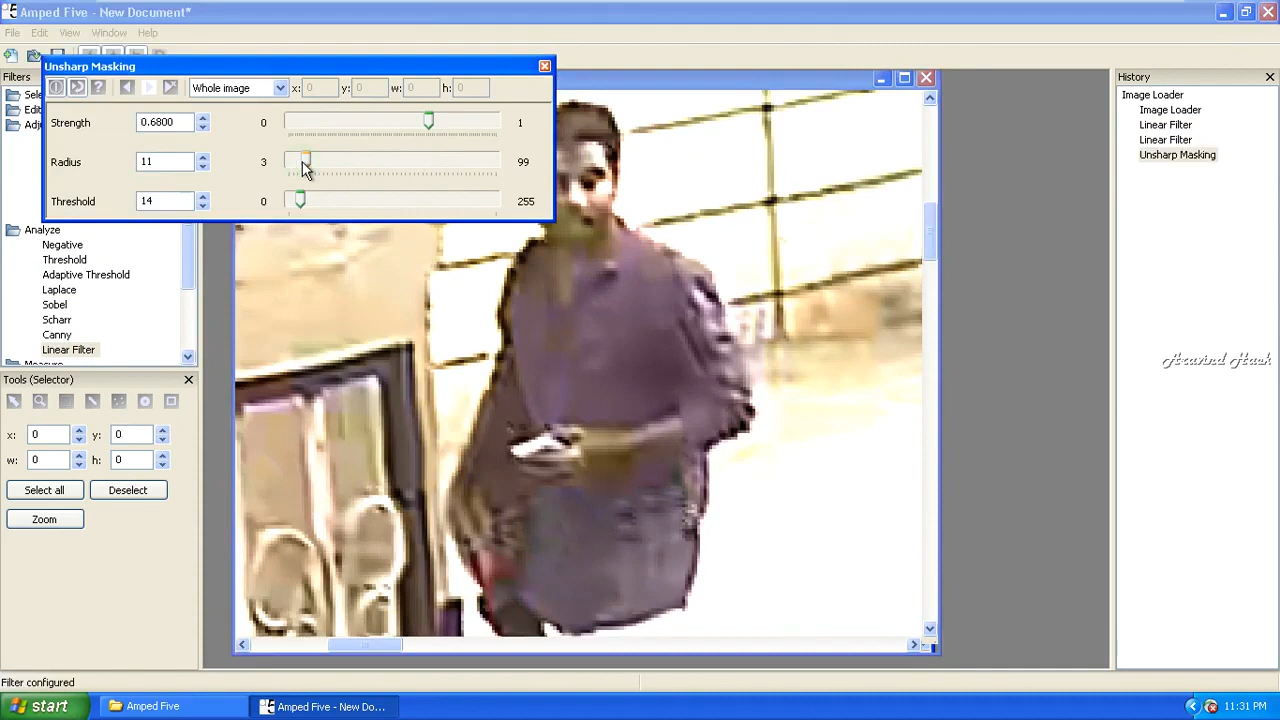 Amped Five - New Document*
File Edit View Window Help
Unsharp Masking
Whole image x: 0 y: 0 w: 0 h: 0
Strength 0.6800 0 1
Radius 11 3 99
Threshold 14 0 255
Filters
Edit
Analyze
Negative
Threshold
Adaptive Threshold
Laplace
Sobel
Scharr
Canny
Linear Filter
Tools (Selector)
x: 0 y: 0
w: 0 h: 0
Select all Deselect
Zoom
History
Image Loader
Image Loader
Linear Filter
Linear Filter
Unsharp Masking
Aravind Hash
Filter configured
start Amped Five Amped Five - New Do... 11:31 PM